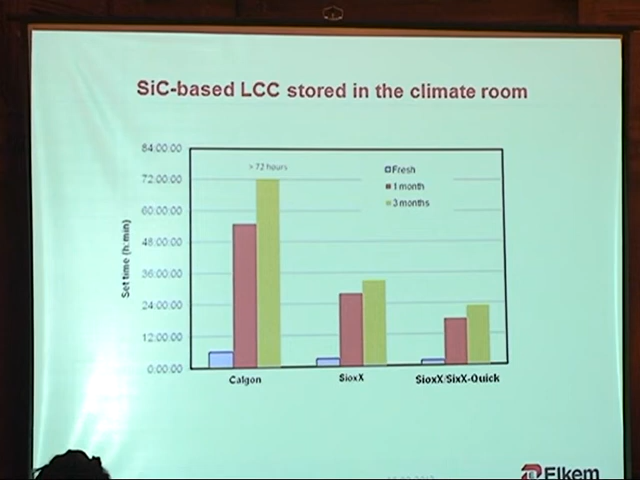 SiC-based LCC stored in the climate room
84:00:00
72:00:00
60:00:00
48:00:00
36:00:00
24:00:00
12:00:00
0:00:00
Set time (h:min)
> 72 hours
Fresh
1 month
3 months
Calgon
SioxX
SioxX/SixX-Quick
Elkem